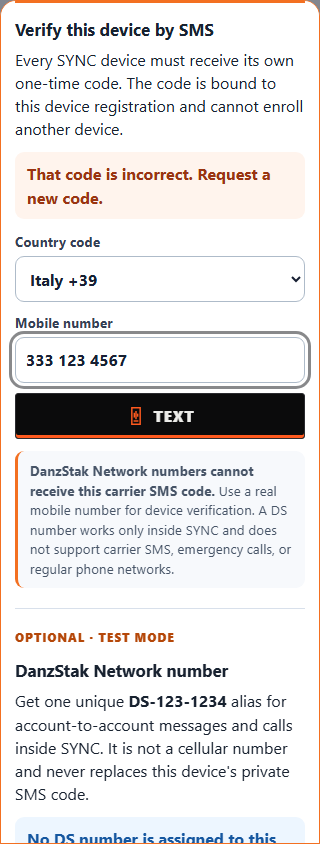 Verify this device by SMS
Every SYNC device must receive its own
one-time code. The code is bound to
this device registration and cannot enroll
another device.
That code is incorrect. Request a
new code.
Country code
Italy +39
Mobile number
333 123 4567
TEXT
DanzStak Network numbers cannot
receive this carrier SMS code. Use a real
mobile number for device verification. A DS
number works only inside SYNC and does
not support carrier SMS, emergency calls, or
regular phone networks.
OPTIONAL · TEST MODE
DanzStak Network number
Get one unique DS-123-1234 alias for
account-to-account messages and calls
inside SYNC. It is not a cellular number
and never replaces this device's private
SMS code.
No DS number is assigned to this